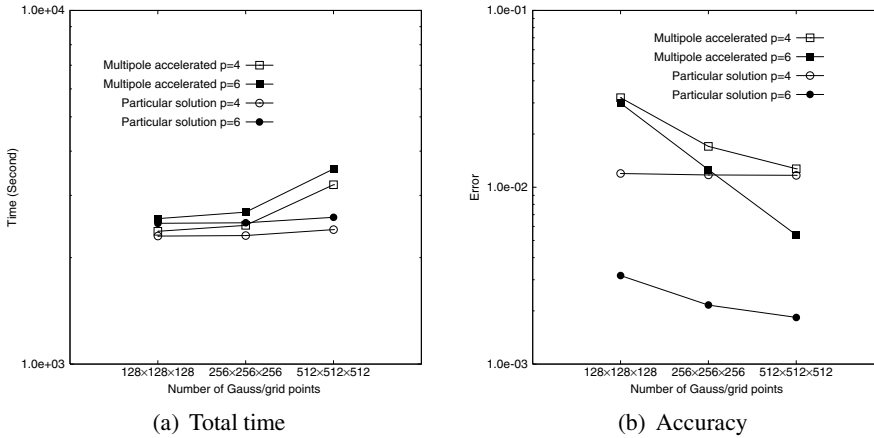 1.0e+04
Multipole accelerated p=4
Multipole accelerated p=6
Particular solution p=4
Particular solution p=6
Time (Second)
1.0e+03
128×128×128
256×256×256
512×512×512
Number of Gauss/grid points
(a) Total time
1.0e-01
Multipole accelerated p=4
Multipole accelerated p=6
Particular solution p=4
Particular solution p=6
Error
1.0e-02
1.0e-03
128×128×128
256×256×256
512×512×512
Number of Gauss/grid points
(b) Accuracy